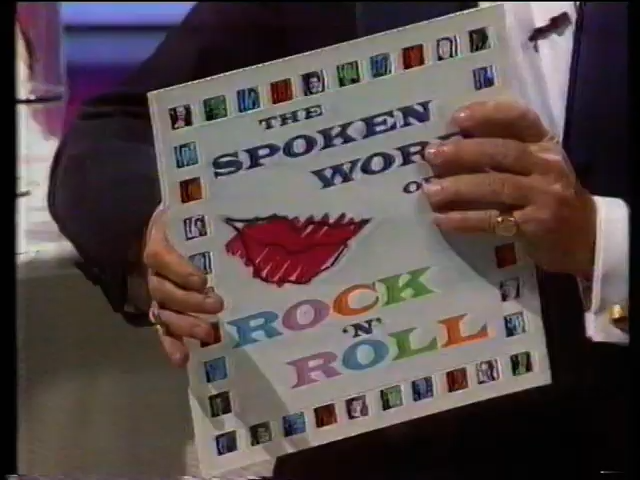 THE
SPOKEN
WOR
O
ROCK
'N'
ROLL